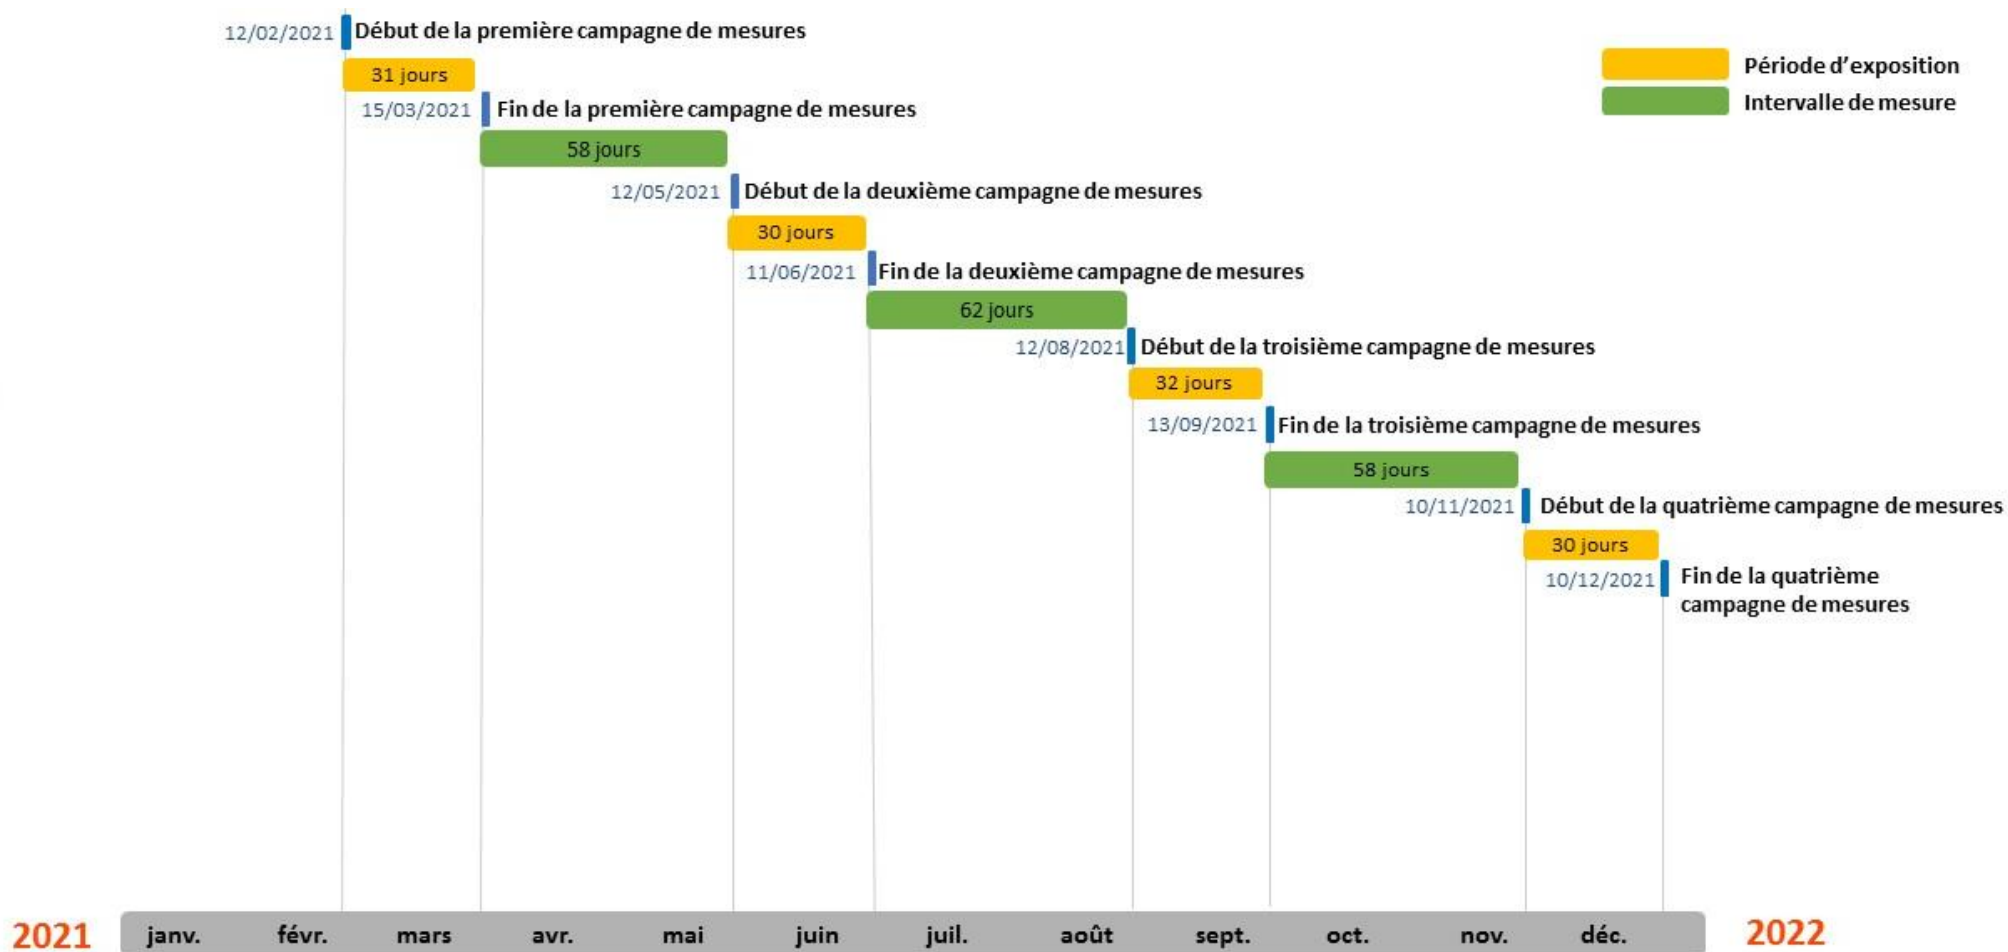 12/02/2021 Début de la première campagne de mesures
31 jours
15/03/2021 Fin de la première campagne de mesures
58 jours
12/05/2021 Début de la deuxième campagne de mesures
30 jours
11/06/2021 Fin de la deuxième campagne de mesures
62 jours
12/08/2021 Début de la troisième campagne de mesures
32 jours
13/09/2021 Fin de la troisième campagne de mesures
58 jours
10/11/2021 Début de la quatrième campagne de mesures
30 jours
10/12/2021 Fin de la quatrième
campagne de mesures
Période d'exposition
Intervalle de mesure
2021 janv. févr. mars avr. mai juin juil. août sept. oct. nov. déc. 2022